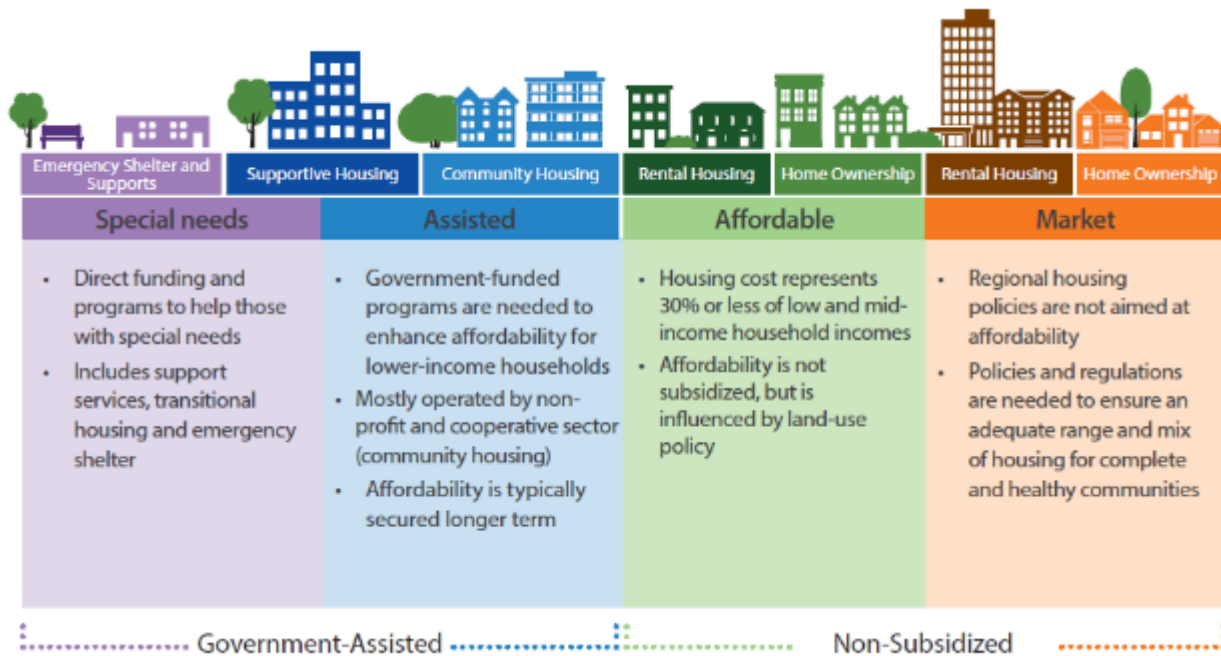 Emergency Shelter and
Supports
Supportive Housing
Community Housing
Rental Housing
Home Ownership
Rental Housing
Home Ownership
Special needs
Assisted
Affordable
Market
• Direct funding and
programs to help those
with special needs
• Includes support
services, transitional
housing and emergency
shelter
• Government-funded
programs are needed to
enhance affordability for
lower-income households
• Mostly operated by non-
profit and cooperative sector
(community housing)
• Affordability is typically
secured longer term
• Housing cost represents
30% or less of low and mid-
income household incomes
• Affordability is not
subsidized, but is
influenced by land-use
policy
• Regional housing
policies are not aimed at
affordability
• Policies and regulations
are needed to ensure an
adequate range and mix
of housing for complete
and healthy communities
Government-Assisted
Non-Subsidized